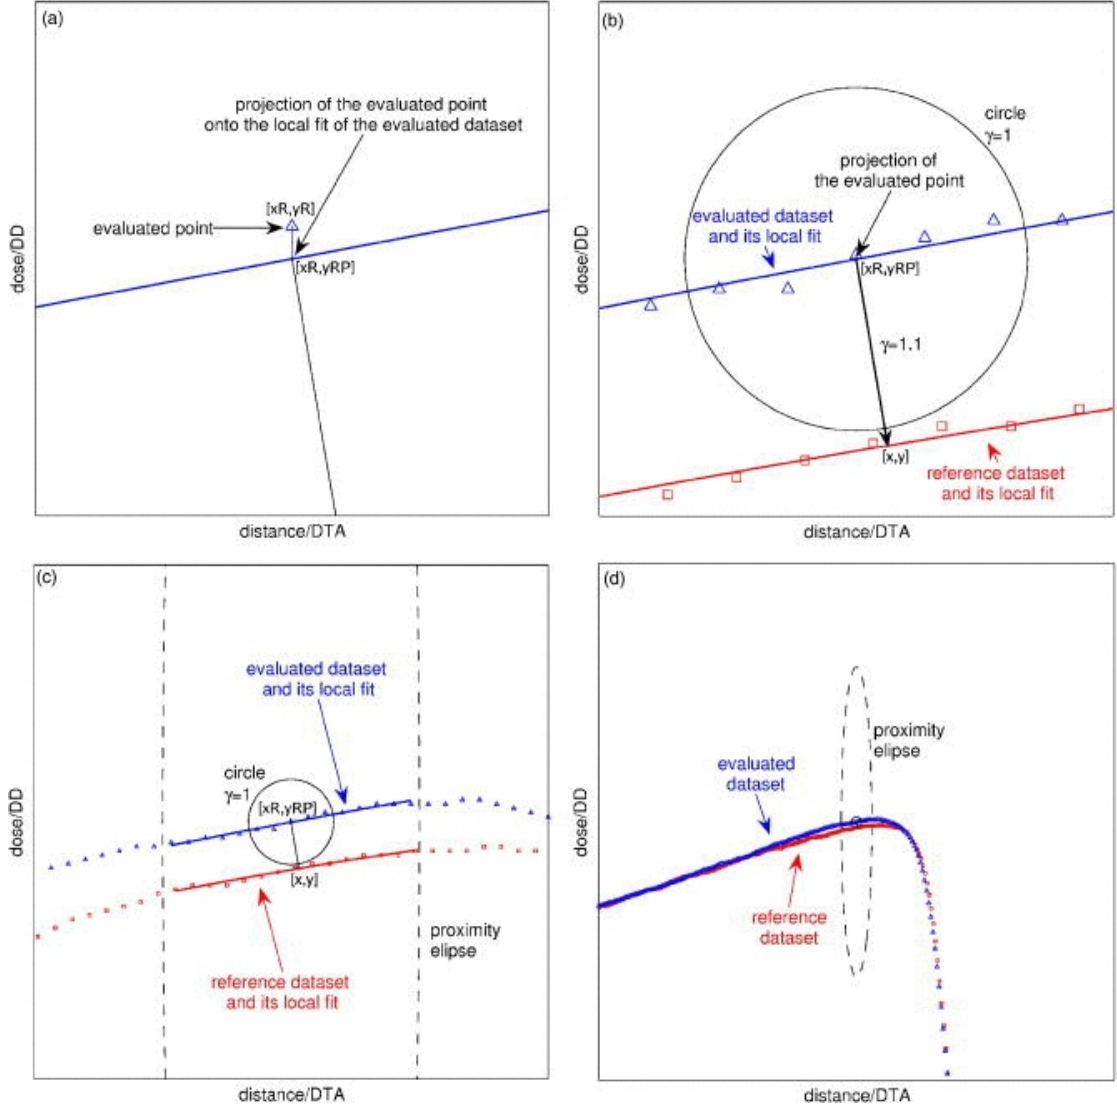 (a)
projection of the evaluated point
onto the local fit of the evaluated dataset
[xR,yR]
evaluated point
[xR,yRP]
dose/DD
distance/DTA
(b)
circle
γ=1
projection of
the evaluated point
evaluated dataset
and its local fit
[xR,yRP]
γ=1.1
[x,y]
reference dataset
and its local fit
dose/DD
distance/DTA
(c)
evaluated dataset
and its local fit
circle
γ=1
[xR,yRP]
[x,y]
proximity
elipse
reference dataset
and its local fit
dose/DD
distance/DTA
(d)
proximity
elipse
evaluated
dataset
reference
dataset
dose/DD
distance/DTA